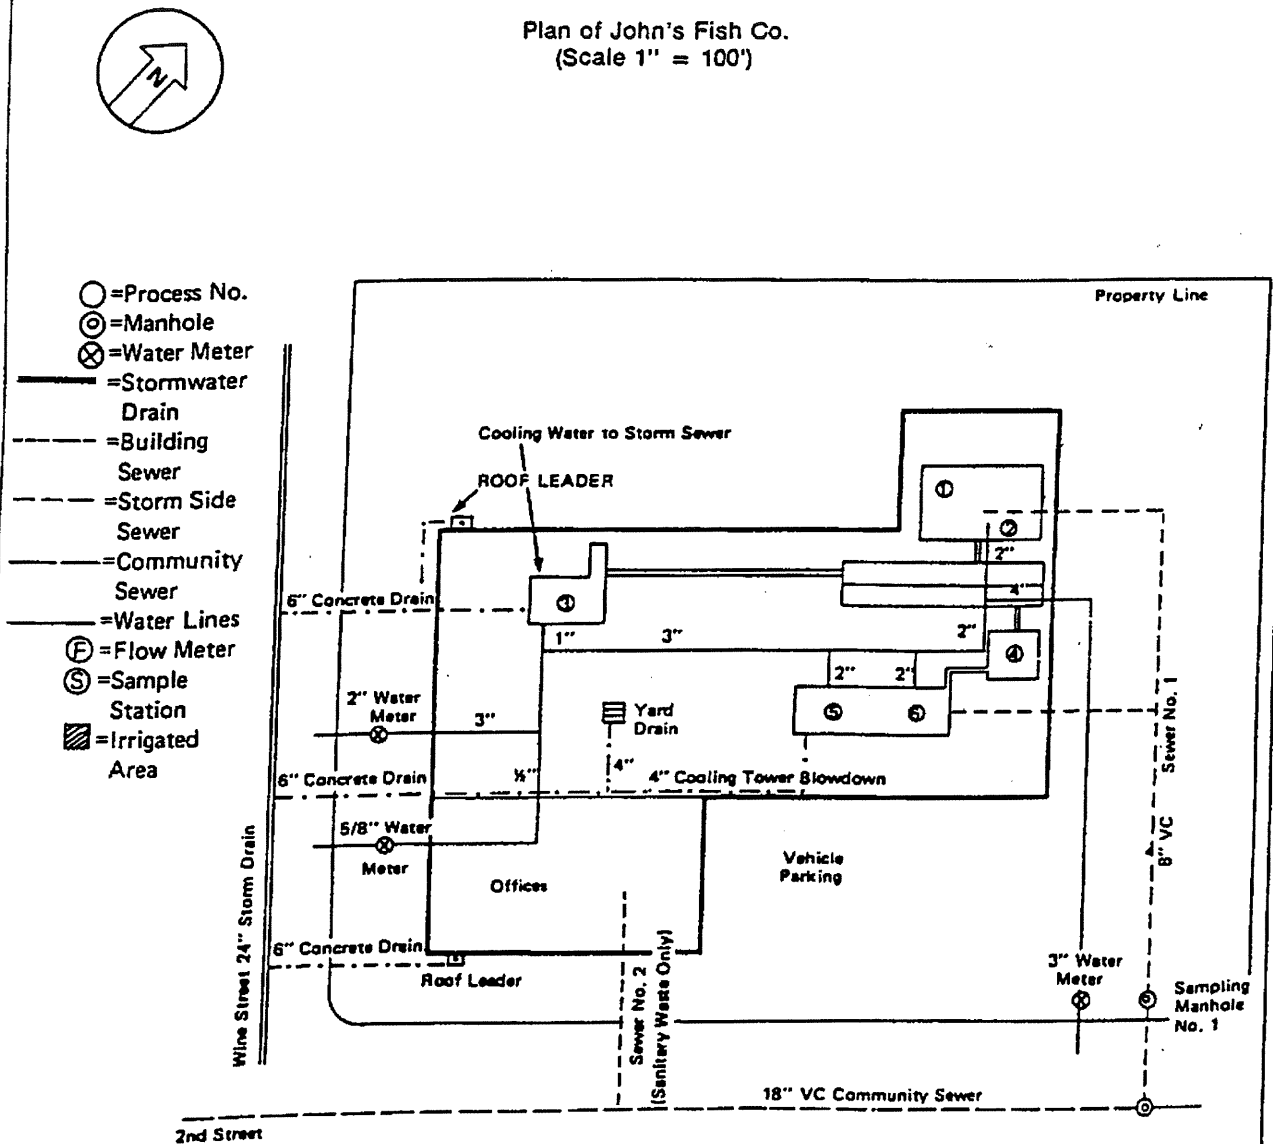 Plan of John's Fish Co.
(Scale 1" = 100')
N
=Process No.
=Manhole
=Water Meter
=Stormwater
Drain
=Building
Sewer
=Storm Side
Sewer
=Community
Sewer
=Water Lines
F =Flow Meter
S =Sample
Station
=Irrigated
Area
Property Line
Cooling Water to Storm Sewer
ROOF LEADER
1
2
2"
4"
6" Concrete Drain
3
1"
3"
2"
4
2"
2"
5
6
2" Water
Meter
3"
Yard
Drain
Sewer No. 1
6" Concrete Drain
½"
4"
4" Cooling Tower Blowdown
5/8" Water
Meter
8" VC
Vehicle
Parking
Offices
Wine Street 24" Storm Drain
6" Concrete Drain
Roof Leader
Sewer No. 2
(Sanitary Waste Only)
3" Water
Meter
Sampling
Manhole
No. 1
18" VC Community Sewer
2nd Street